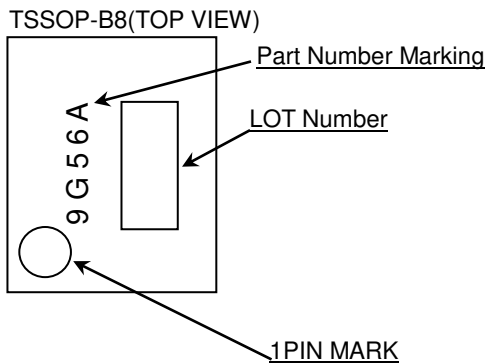 TSSOP-B8(TOP VIEW)
Part Number Marking
LOT Number
9G56A
1PIN MARK